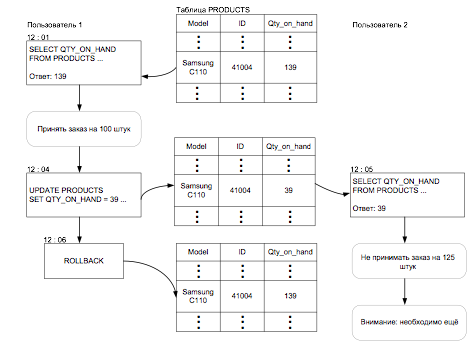 Таблица PRODUCTS
Пользователь 1
Пользователь 2
12 : 01
SELECT QTY_ON_HAND
FROM PRODUCTS ...
Ответ: 139
Model ID Qty_on_hand
Samsung
C110 41004 139
Принять заказ на 100 штук
12 : 04
UPDATE PRODUCTS
SET QTY_ON_HAND = 39 ...
Model ID Qty_on_hand
Samsung
C110 41004 39
12 : 05
SELECT QTY_ON_HAND
FROM PRODUCTS ...
Ответ: 39
12 : 06
ROLLBACK
Model ID Qty_on_hand
Samsung
C110 41004 139
Не принимать заказ на 125
штук
Внимание: необходимо ещё